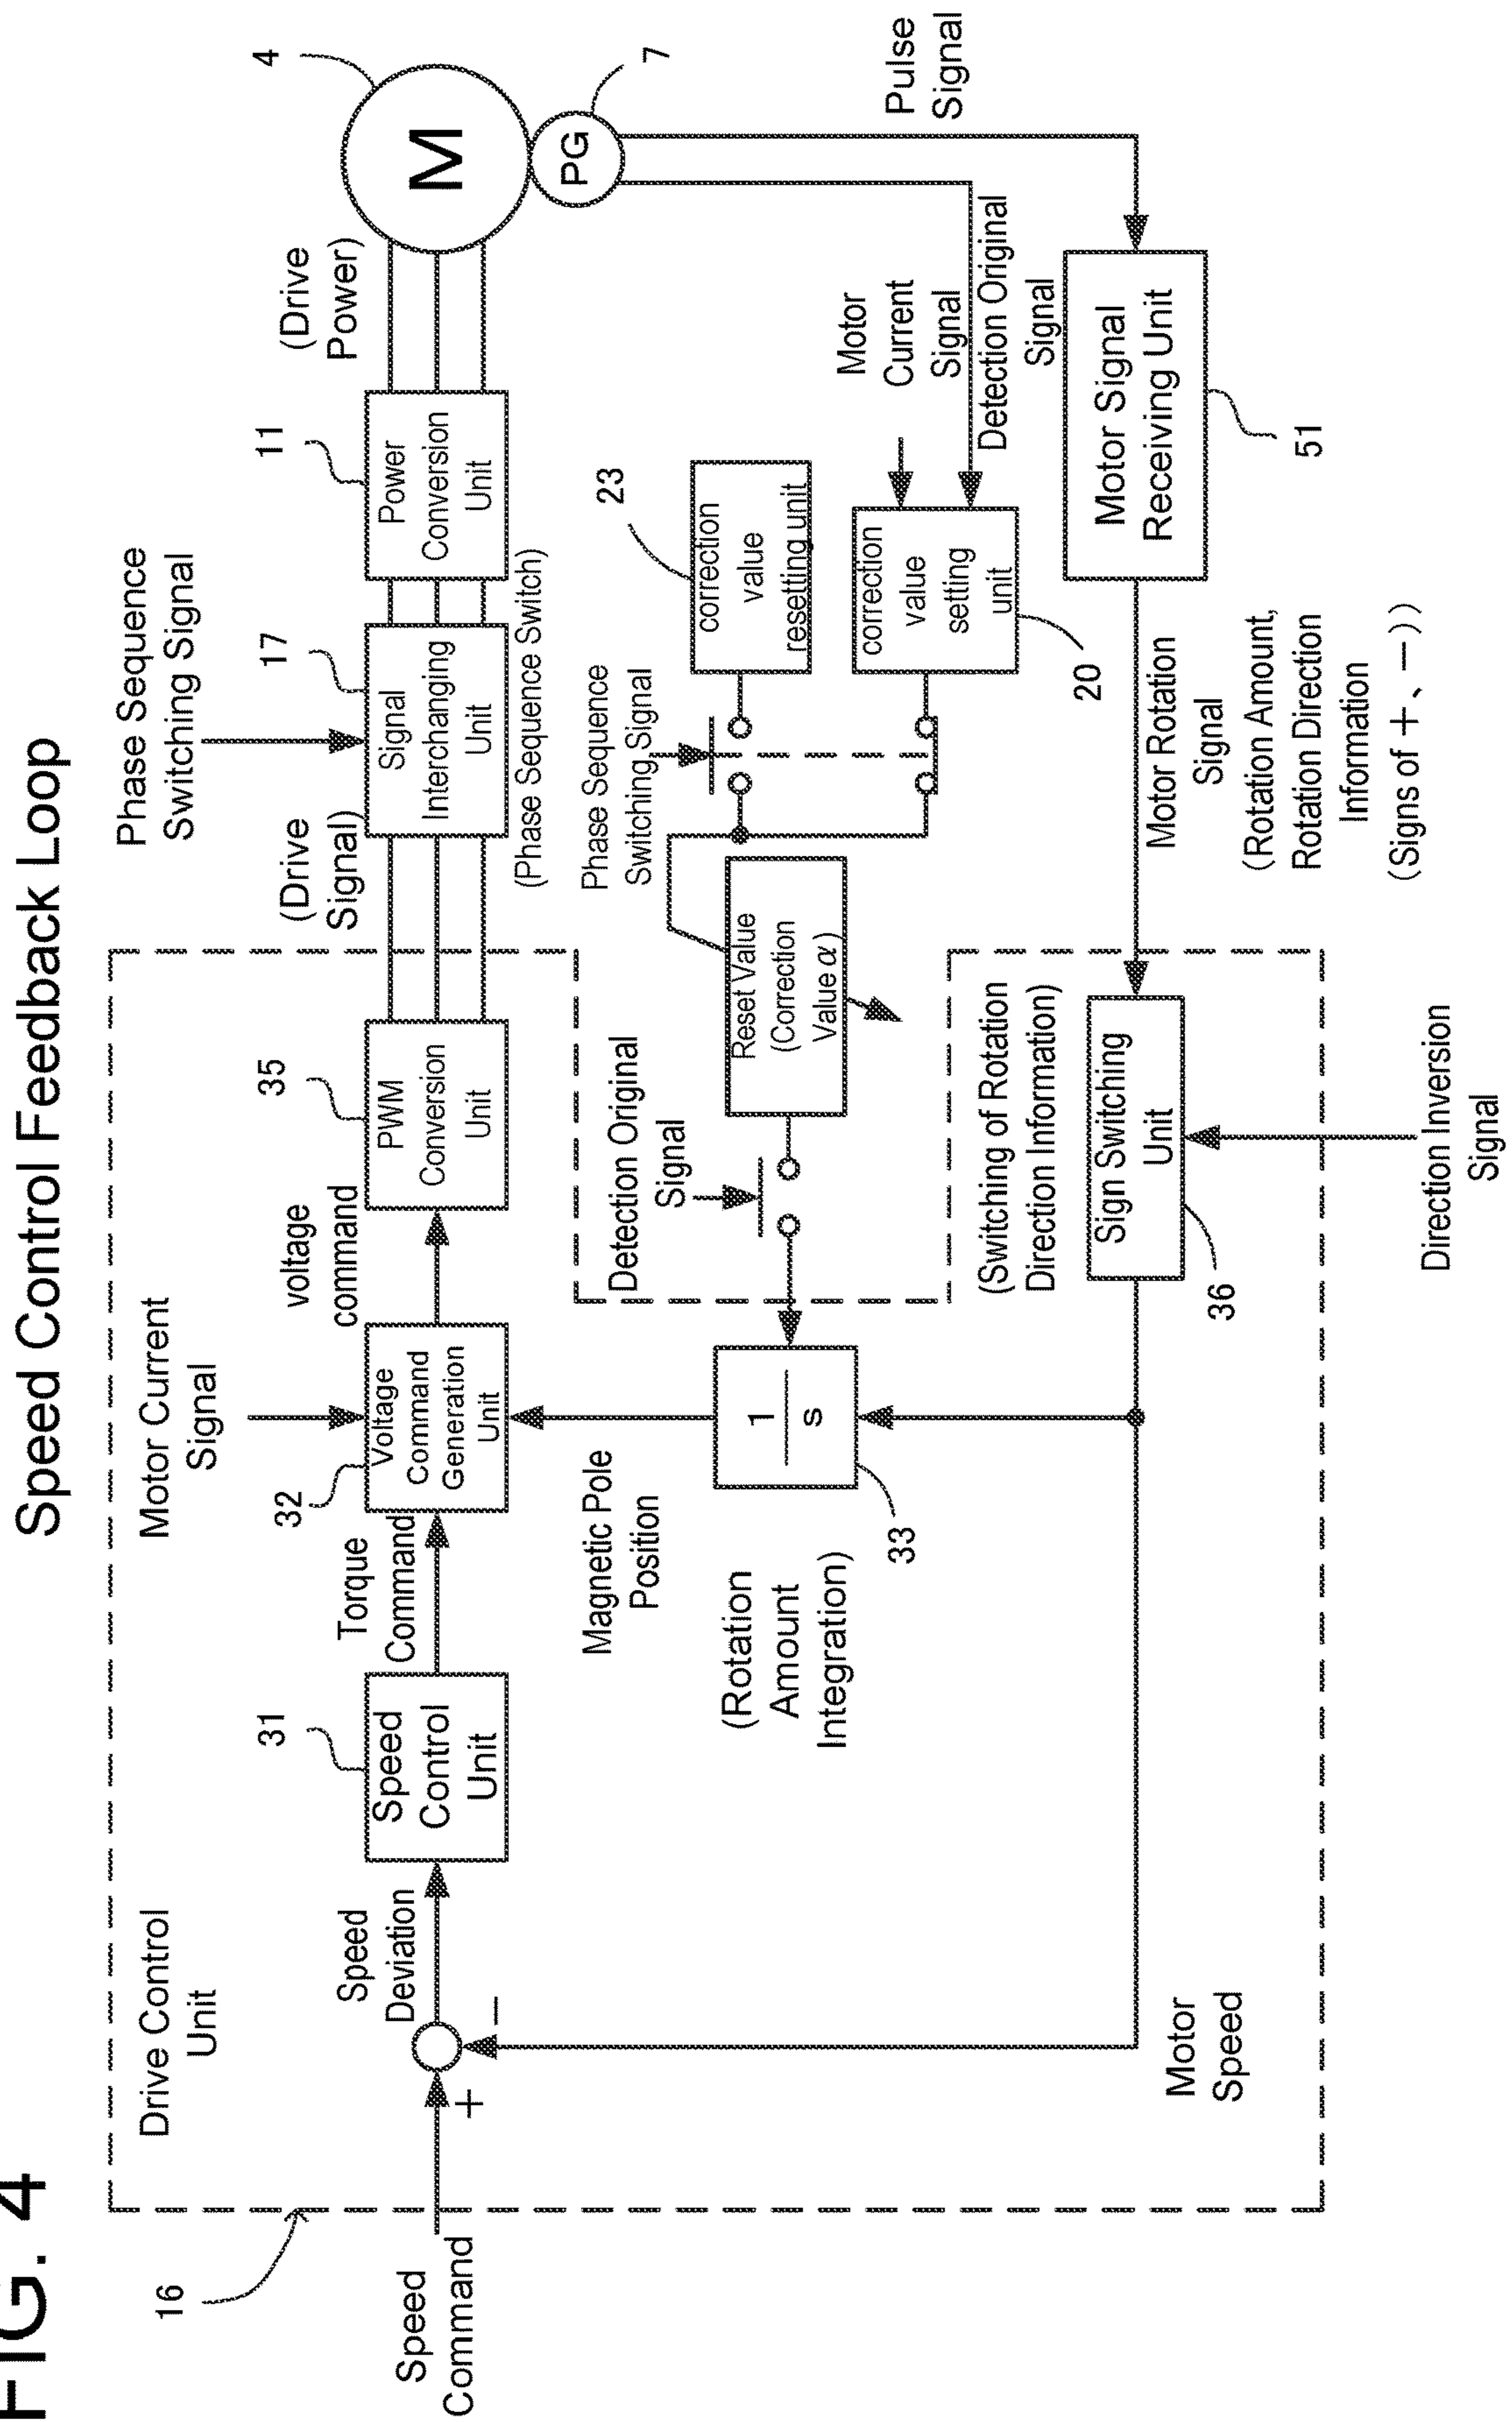 FIG. 4
Speed Control Feedback Loop
16
Drive Control
Unit
Speed
Command
+
−
Speed
Deviation
31
Speed
Control
Unit
Torque
Command
Motor Current
Signal
32
Voltage
Command
Generation
Unit
voltage
command
35
PWM
Conversion
Unit
(Drive
Signal)
Phase Sequence
Switching Signal
17
Signal
Interchanging
Unit
(Phase Sequence Switch)
11
Power
Conversion
Unit
(Drive
Power)
4
M
PG
7
Magnetic Pole
Position
(Rotation
Amount
Integration)
1
s
33
Detection Original
Signal
Reset Value
(Correction
Value α)
Phase Sequence
Switching Signal
23
correction
value
resetting unit
correction
value
setting
unit
20
Motor
Current
Signal
Detection Original
Signal
Pulse
Signal
Motor Signal
Receiving Unit
51
Motor Rotation
Signal
(Rotation Amount,
Rotation Direction
Information
(Signs of +、−))
(Switching of Rotation
Direction Information)
Sign Switching
Unit
36
Direction Inversion
Signal
Motor
Speed